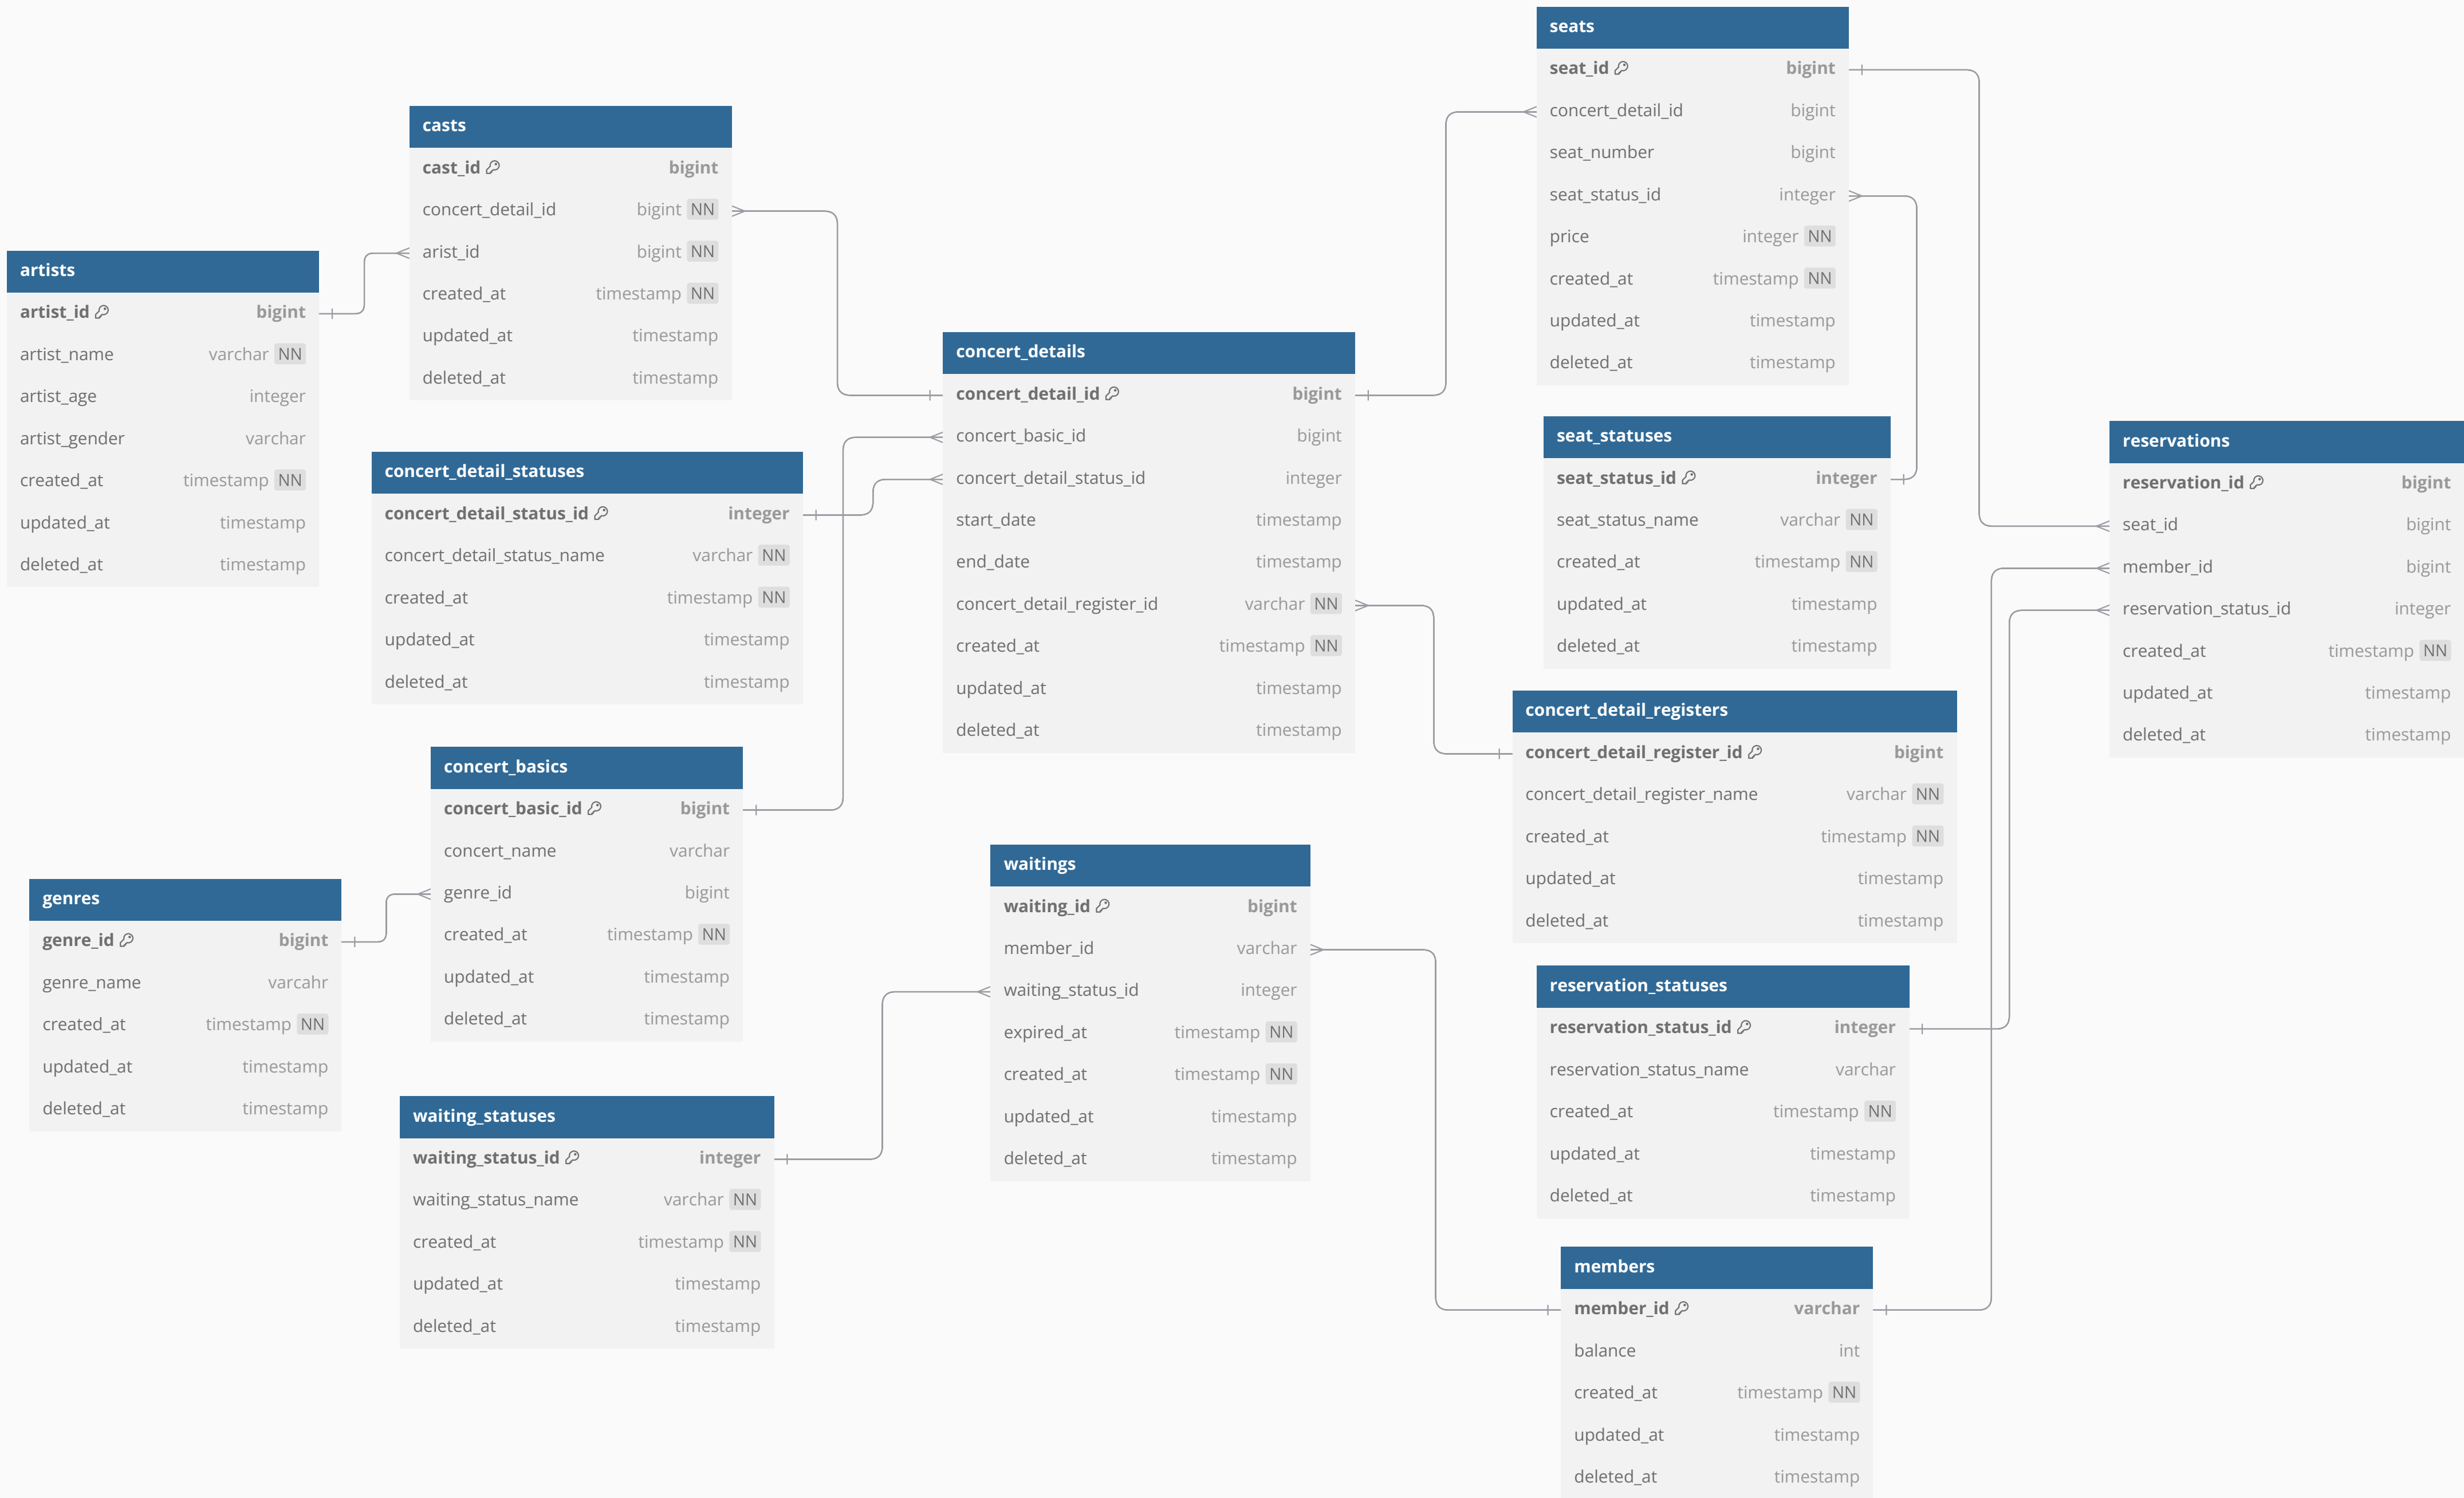 artists
artist_id bigint
artist_name varchar NN
artist_age integer
artist_gender varchar
created_at timestamp NN
updated_at timestamp
deleted_at timestamp
casts
cast_id bigint
concert_detail_id bigint NN
arist_id bigint NN
created_at timestamp NN
updated_at timestamp
deleted_at timestamp
concert_detail_statuses
concert_detail_status_id integer
concert_detail_status_name varchar NN
created_at timestamp NN
updated_at timestamp
deleted_at timestamp
concert_basics
concert_basic_id bigint
concert_name varchar
genre_id bigint
created_at timestamp NN
updated_at timestamp
deleted_at timestamp
genres
genre_id bigint
genre_name varcahr
created_at timestamp NN
updated_at timestamp
deleted_at timestamp
waiting_statuses
waiting_status_id integer
waiting_status_name varchar NN
created_at timestamp NN
updated_at timestamp
deleted_at timestamp
concert_details
concert_detail_id bigint
concert_basic_id bigint
concert_detail_status_id integer
start_date timestamp
end_date timestamp
concert_detail_register_id varchar NN
created_at timestamp NN
updated_at timestamp
deleted_at timestamp
waitings
waiting_id bigint
member_id varchar
waiting_status_id integer
expired_at timestamp NN
created_at timestamp NN
updated_at timestamp
deleted_at timestamp
seats
seat_id bigint
concert_detail_id bigint
seat_number bigint
seat_status_id integer
price integer NN
created_at timestamp NN
updated_at timestamp
deleted_at timestamp
seat_statuses
seat_status_id integer
seat_status_name varchar NN
created_at timestamp NN
updated_at timestamp
deleted_at timestamp
concert_detail_registers
concert_detail_register_id bigint
concert_detail_register_name varchar NN
created_at timestamp NN
updated_at timestamp
deleted_at timestamp
reservation_statuses
reservation_status_id integer
reservation_status_name varchar
created_at timestamp NN
updated_at timestamp
deleted_at timestamp
members
member_id varchar
balance int
created_at timestamp NN
updated_at timestamp
deleted_at timestamp
reservations
reservation_id bigint
seat_id bigint
member_id bigint
reservation_status_id integer
created_at timestamp NN
updated_at timestamp
deleted_at timestamp